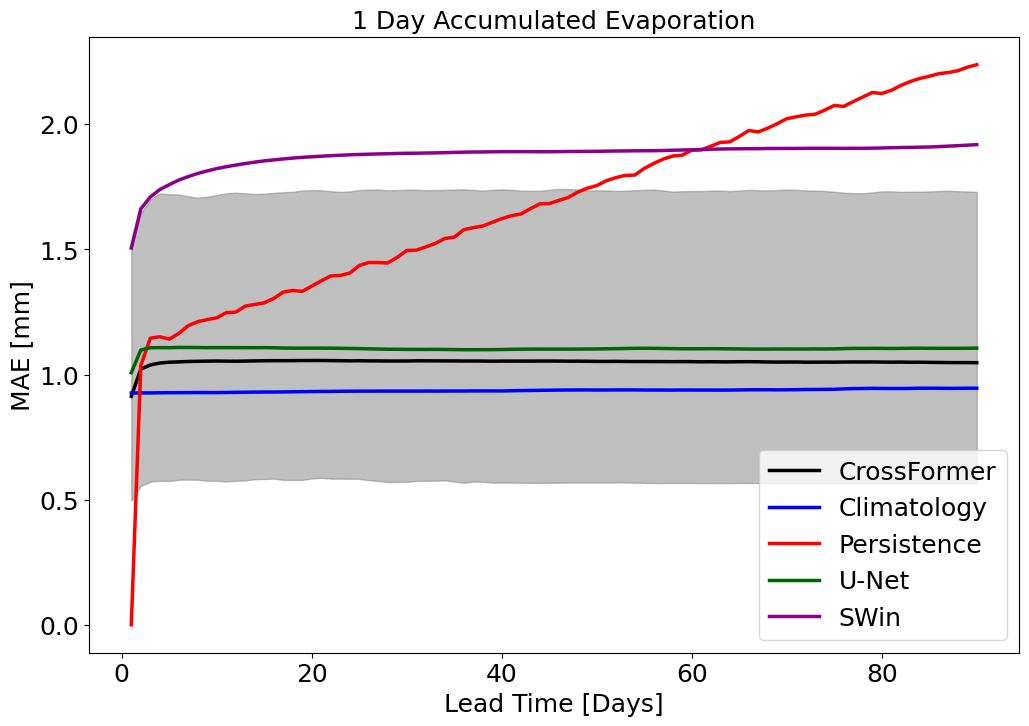 1 Day Accumulated Evaporation
MAE [mm]
2.0
1.5
1.0
0.5
0.0
CrossFormer
Climatology
Persistence
U-Net
SWin
0 20 40 60 80
Lead Time [Days]